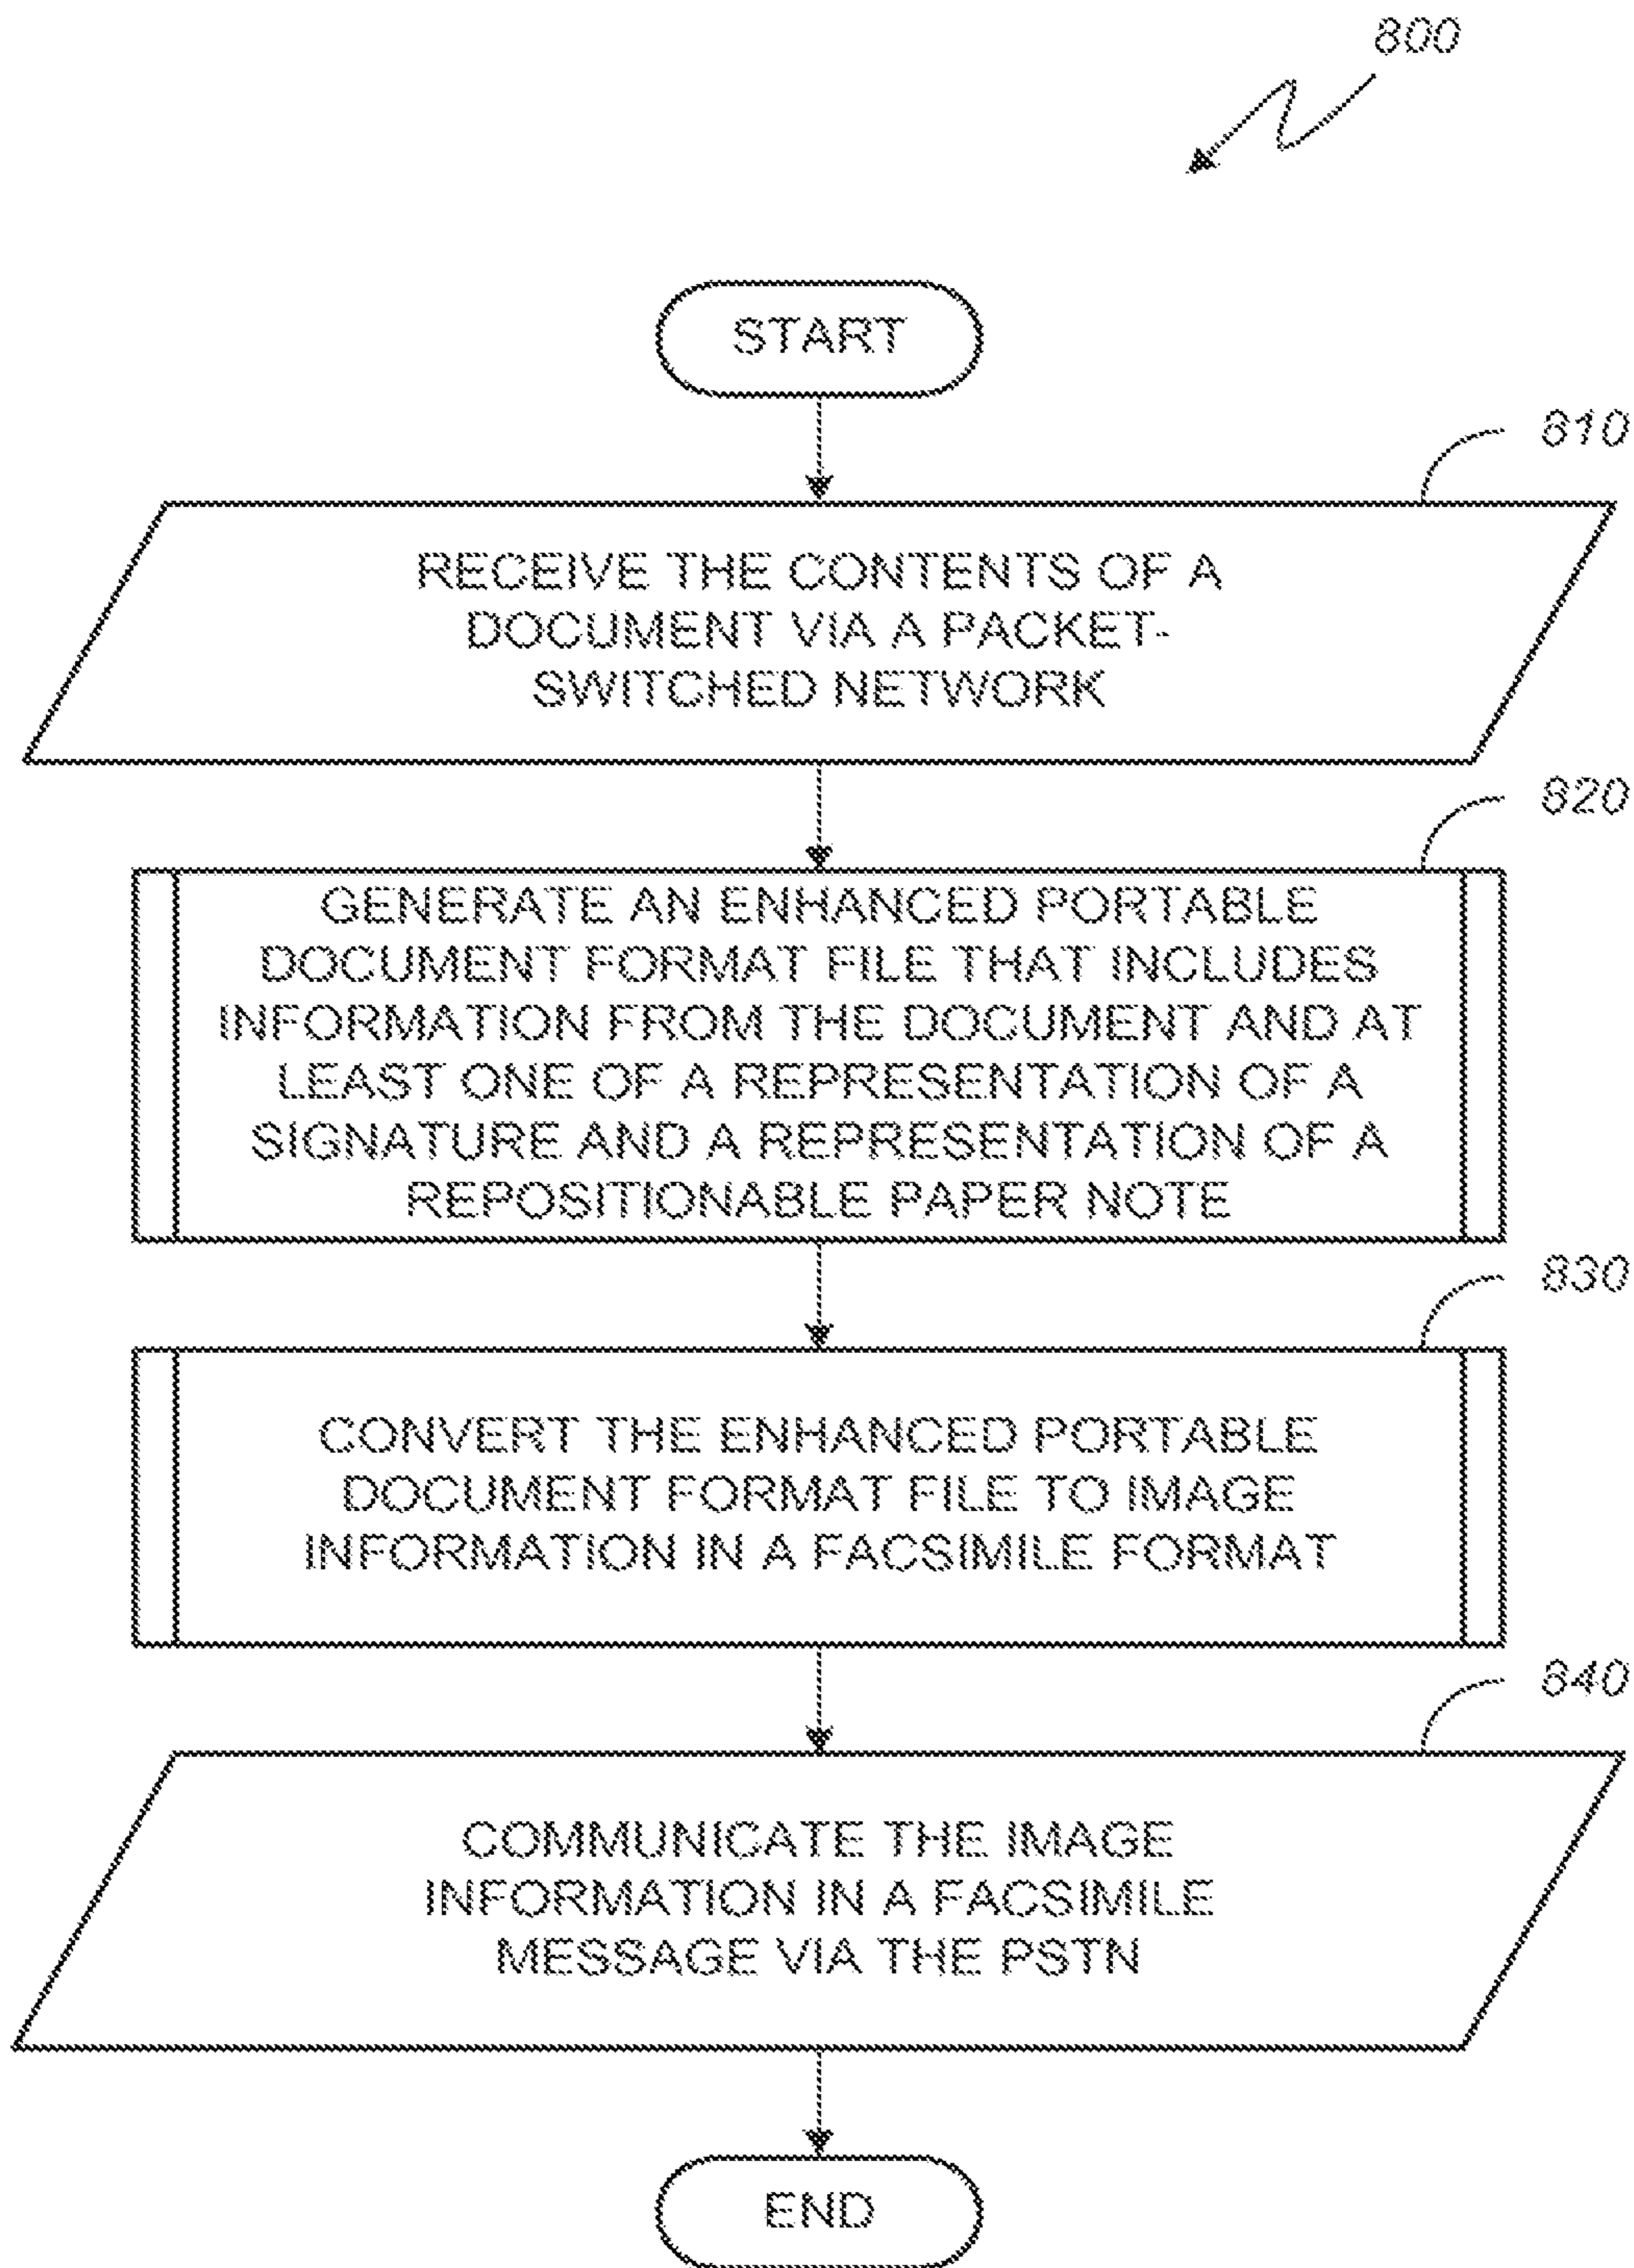 800
START
810
RECEIVE THE CONTENTS OF A
DOCUMENT VIA A PACKET-
SWITCHED NETWORK
820
GENERATE AN ENHANCED PORTABLE
DOCUMENT FORMAT FILE THAT INCLUDES
INFORMATION FROM THE DOCUMENT AND AT
LEAST ONE OF A REPRESENTATION OF A
SIGNATURE AND A REPRESENTATION OF A
REPOSITIONABLE PAPER NOTE
830
CONVERT THE ENHANCED PORTABLE
DOCUMENT FORMAT FILE TO IMAGE
INFORMATION IN A FACSIMILE FORMAT
840
COMMUNICATE THE IMAGE
INFORMATION IN A FACSIMILE
MESSAGE VIA THE PSTN
END